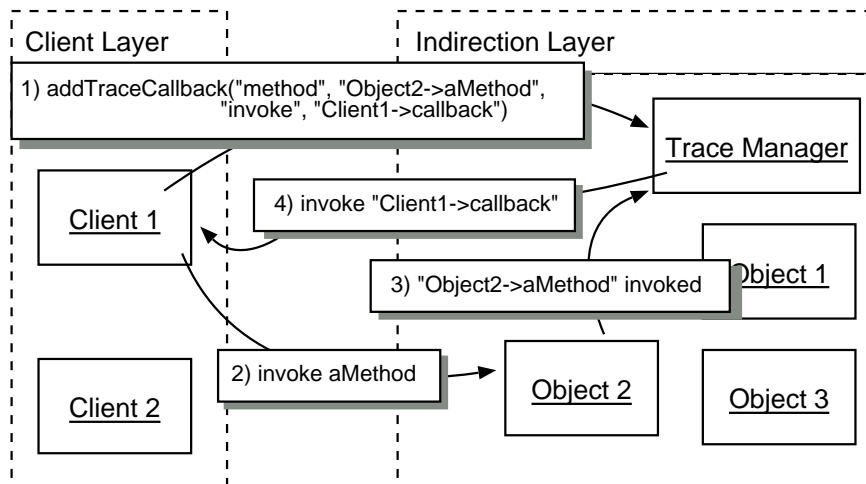 Client Layer
Indirection Layer
1) addTraceCallback("method", "Object2->aMethod",
"invoke", "Client1->callback")
Trace Manager
4) invoke "Client1->callback"
Client 1
3) "Object2->aMethod" invoked
Object 1
2) invoke aMethod
Client 2
Object 2
Object 3